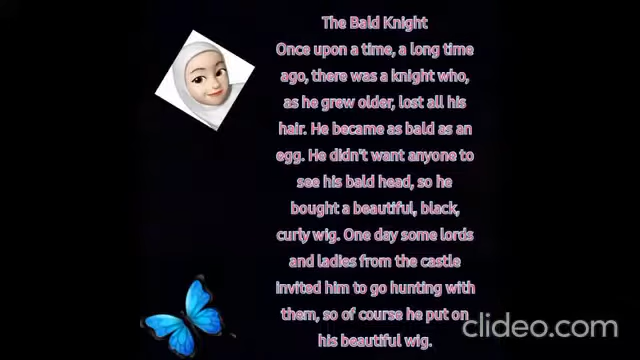 The Bald Knight
Once upon a time, a long time
ago, there was a knight who,
as he grew older, lost all his
hair. He became as bald as an
egg. He didn't want anyone to
see his bald head, so he
bought a beautiful, black,
curly wig. One day some lords
and ladies from the castle
invited him to go hunting with
them, so of course he put on
his beautiful wig.
clideo.com